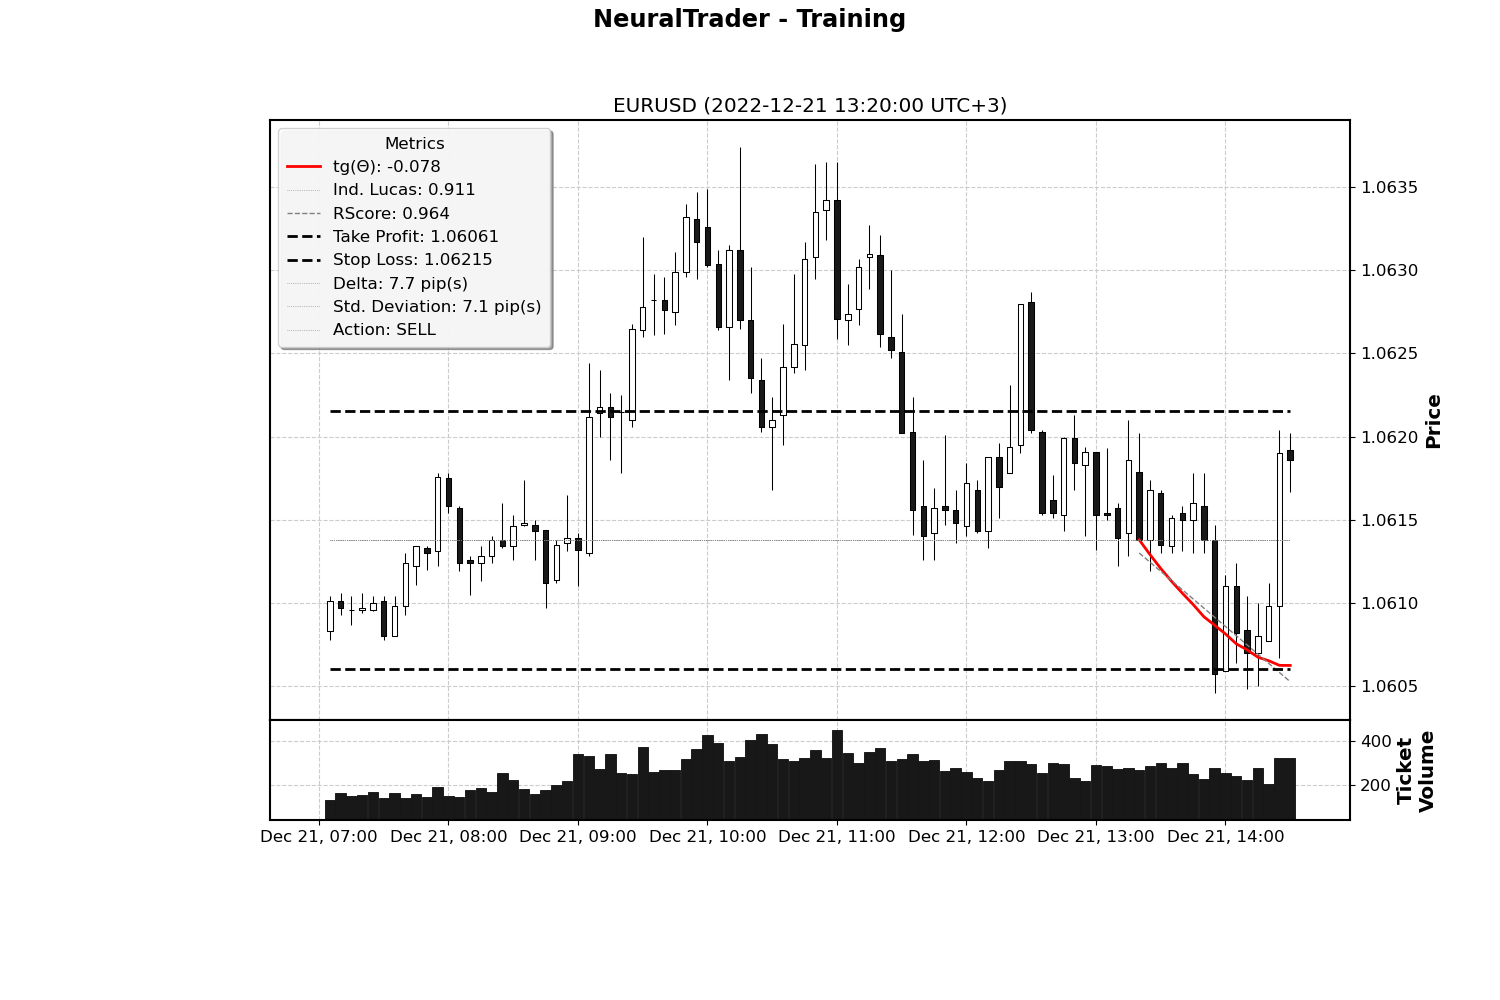 NeuralTrader - Training
EURUSD (2022-12-21 13:20:00 UTC+3)
Metrics
tg(Θ): -0.078
Ind. Lucas: 0.911
RScore: 0.964
Take Profit: 1.06061
Stop Loss: 1.06215
Delta: 7.7 pip(s)
Std. Deviation: 7.1 pip(s)
Action: SELL
1.0635
1.0630
1.0625
1.0620
1.0615
1.0610
1.0605
Price
400
200
Ticket
Volume
Dec 21, 07:00
Dec 21, 08:00
Dec 21, 09:00
Dec 21, 10:00
Dec 21, 11:00
Dec 21, 12:00
Dec 21, 13:00
Dec 21, 14:00